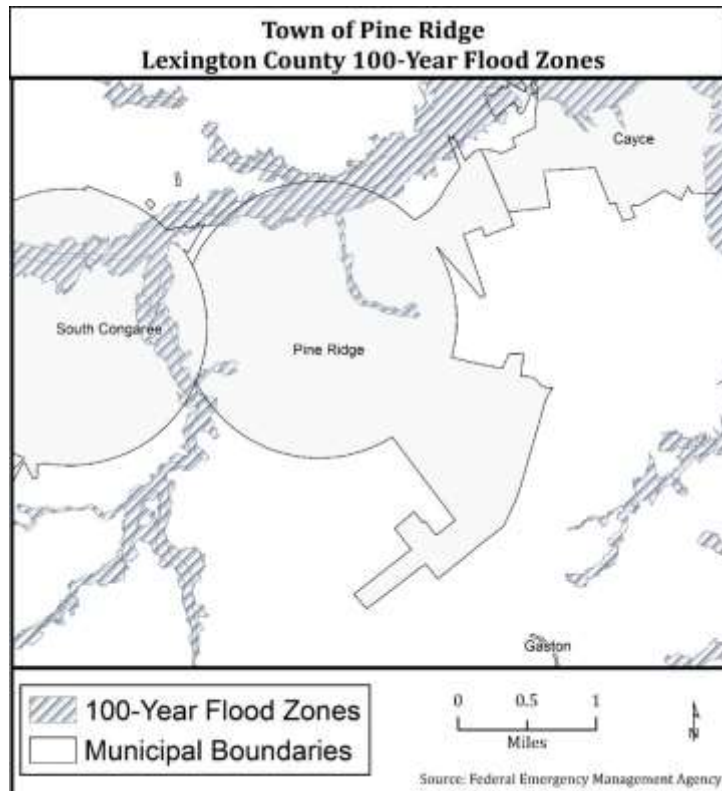 Town of Pine Ridge
Lexington County 100-Year Flood Zones
Cayce
South Congaree
Pine Ridge
Gaston
100-Year Flood Zones
Municipal Boundaries
0 0.5 1
Miles
N
Source: Federal Emergency Management Agency